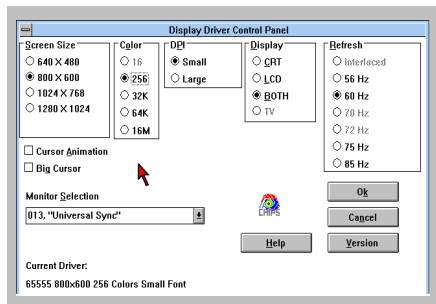 Display Driver Control Panel
Screen Size
640 X 480
800 X 600
1024 X 768
1280 X 1024
Color
16
256
32K
64K
16M
DPI
Small
Large
Display
CRT
LCD
BOTH
TV
Refresh
Interlaced
56 Hz
60 Hz
70 Hz
72 Hz
75 Hz
85 Hz
Cursor Animation
Big Cursor
Monitor Selection
013, "Universal Sync"
CHIPS
Ok
Cancel
Help
Version
Current Driver:
65555 800x600 256 Colors Small Font